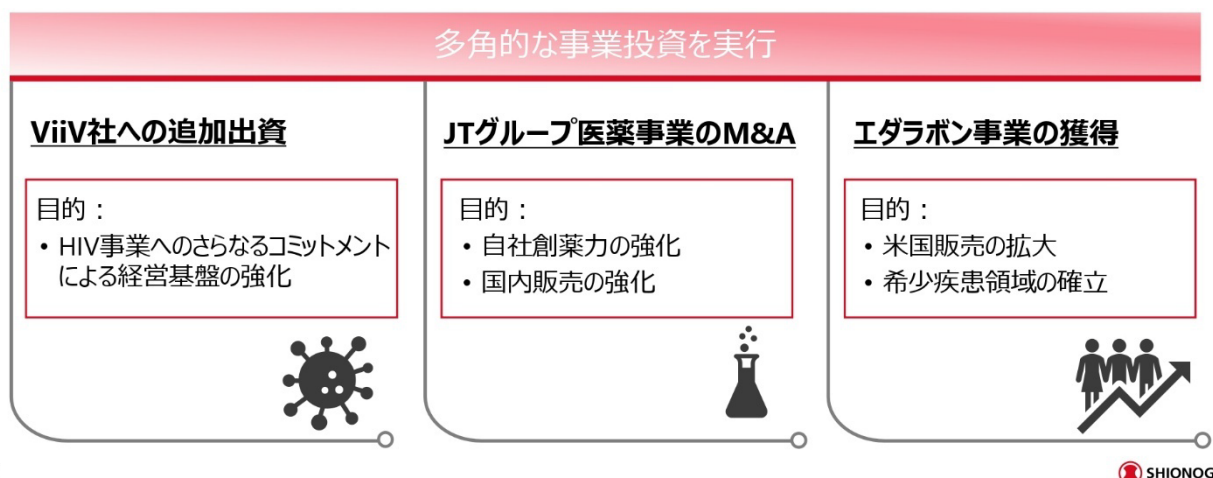 多角的な事業投資を実行
ViiV社への追加出資
目的：
• HIV事業へのさらなるコミットメント
による経営基盤の強化
JTグループ医薬事業のM&A
目的：
• 自社創薬力の強化
• 国内販売の強化
エダラボン事業の獲得
目的：
• 米国販売の拡大
• 希少疾患領域の確立
SHIONOG